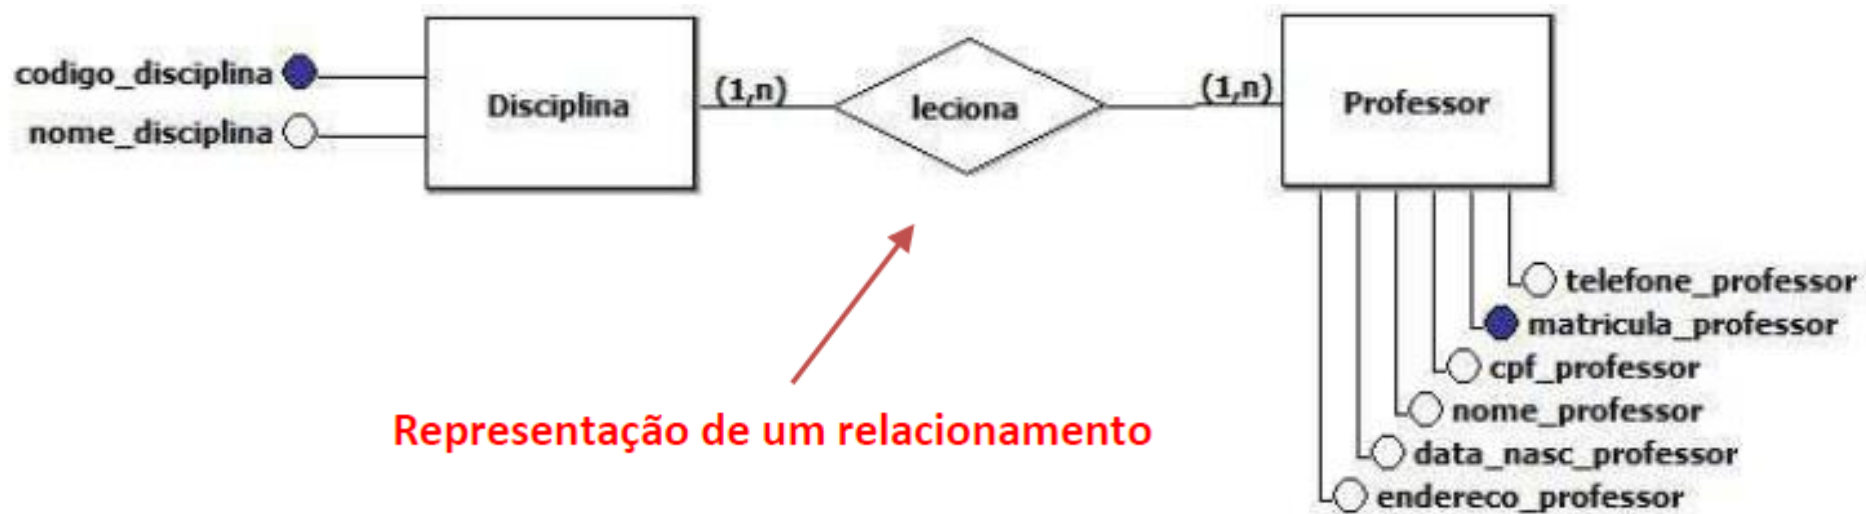 codigo_disciplina
nome_disciplina
Disciplina
(1,n)
leciona
(1,n)
Professor
telefone_professor
matricula_professor
cpf_professor
nome_professor
data_nasc_professor
endereco_professor
Representação de um relacionamento